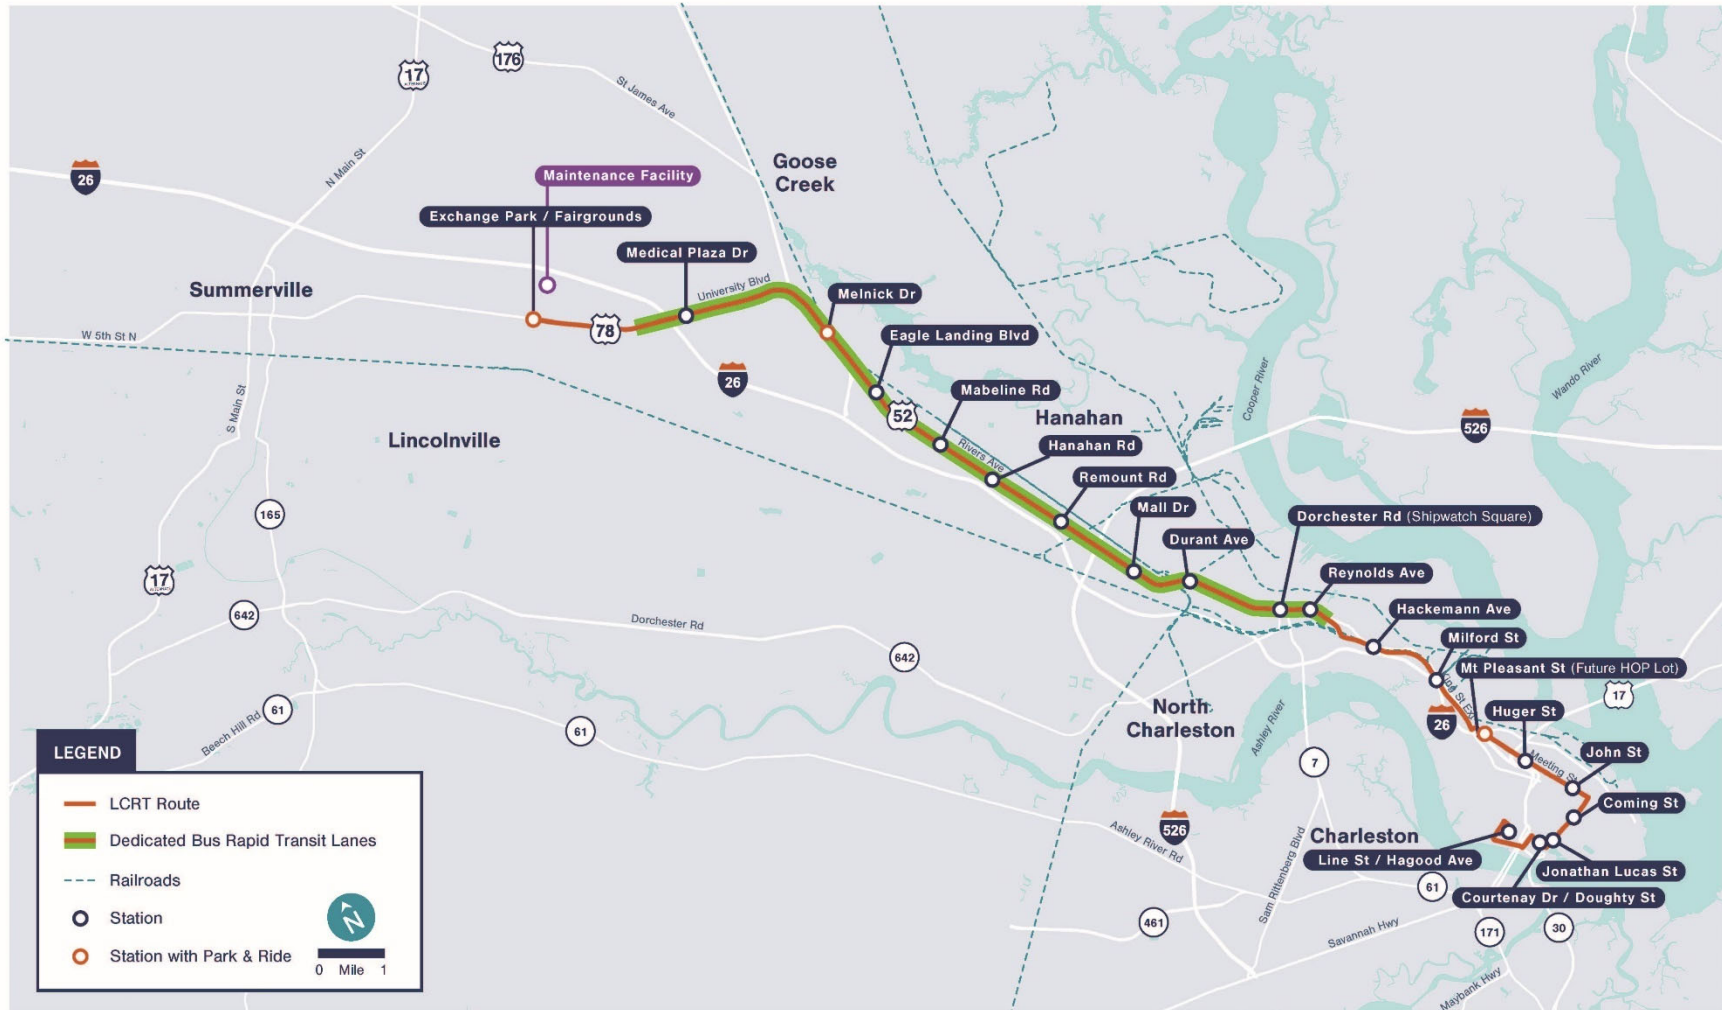 176
17
ALTERNATE
St James Ave
26
N Main St
Goose
Creek
Maintenance Facility
Exchange Park / Fairgrounds
Medical Plaza Dr
University Blvd
Summerville
Melnick Dr
W 5th St N
78
Eagle Landing Blvd
26
Cooper River
Wando River
S Main St
Mabeline Rd
52
Hanahan
526
Lincolnville
Rivers Ave
Hanahan Rd
Remount Rd
165
Mall Dr
Dorchester Rd (Shipwatch Square)
Durant Ave
Reynolds Ave
17
ALTERNATE
642
Dorchester Rd
642
Hackemann Ave
Milford St
Mt Pleasant St (Future HOP Lot)
King St Ext
17
North
Charleston
Ashley River
61
Beech Hill Rd
61
26
Huger St
Meeting St
John St
7
Coming St
526
Ashley River Rd
Sam Rittenberg Blvd
Charleston
Line St / Hagood Ave
Jonathan Lucas St
61
Courtenay Dr / Doughty St
461
Savannah Hwy
171
30
Maybank Hwy
LEGEND
LCRT Route
Dedicated Bus Rapid Transit Lanes
Railroads
Station
Station with Park & Ride
N
0 Mile 1